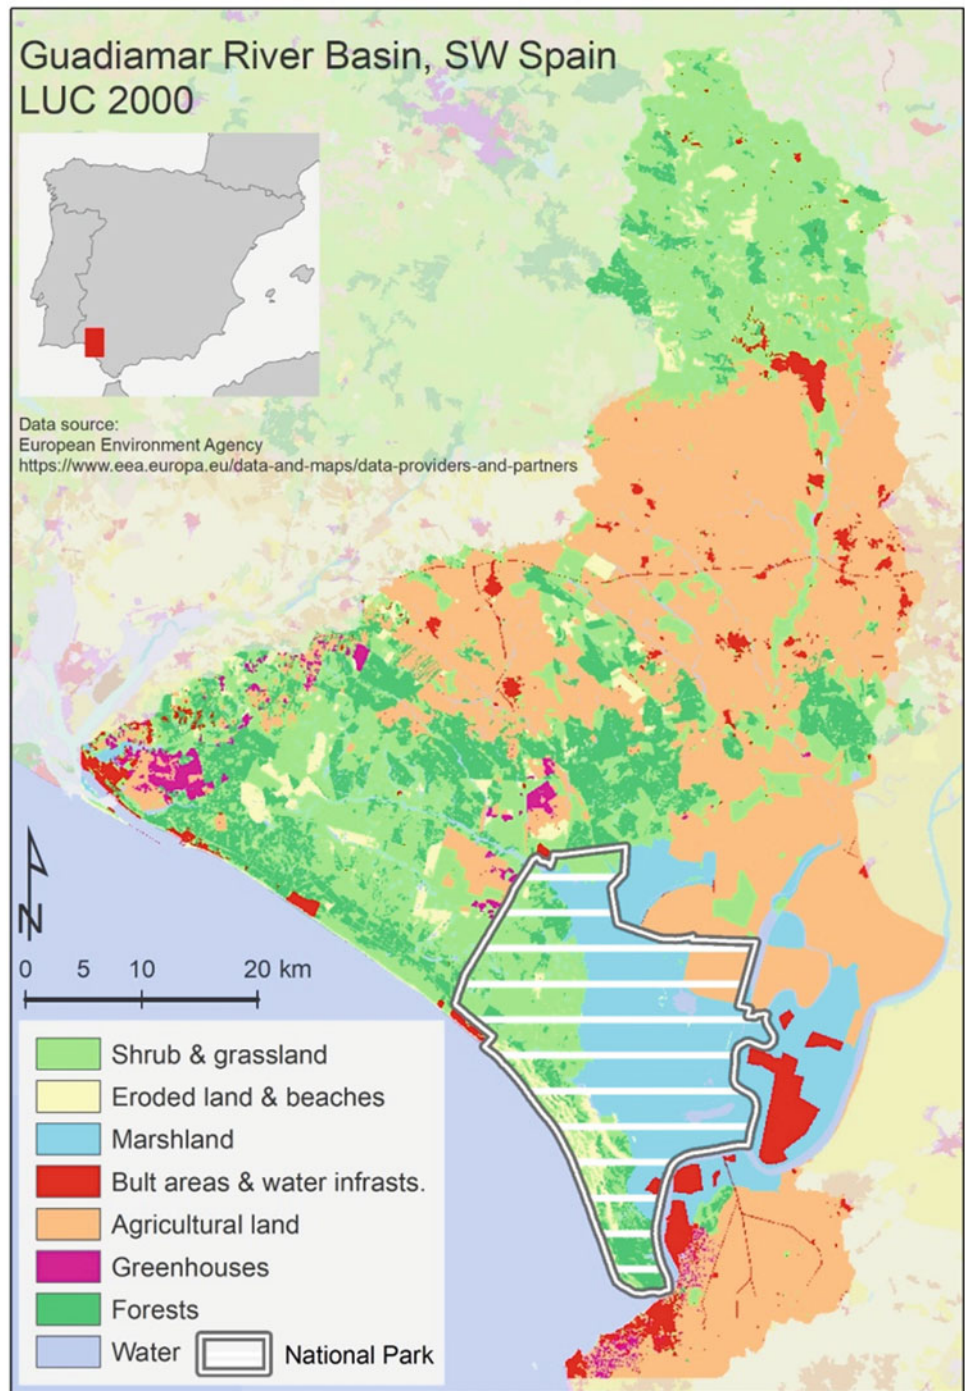 Guadiamar River Basin, SW Spain
LUC 2000
Data source:
European Environment Agency
https://www.eea.europa.eu/data-and-maps/data-providers-and-partners
N
0 5 10 20 km
Shrub & grassland
Eroded land & beaches
Marshland
Bult areas & water infrasts.
Agricultural land
Greenhouses
Forests
Water
National Park